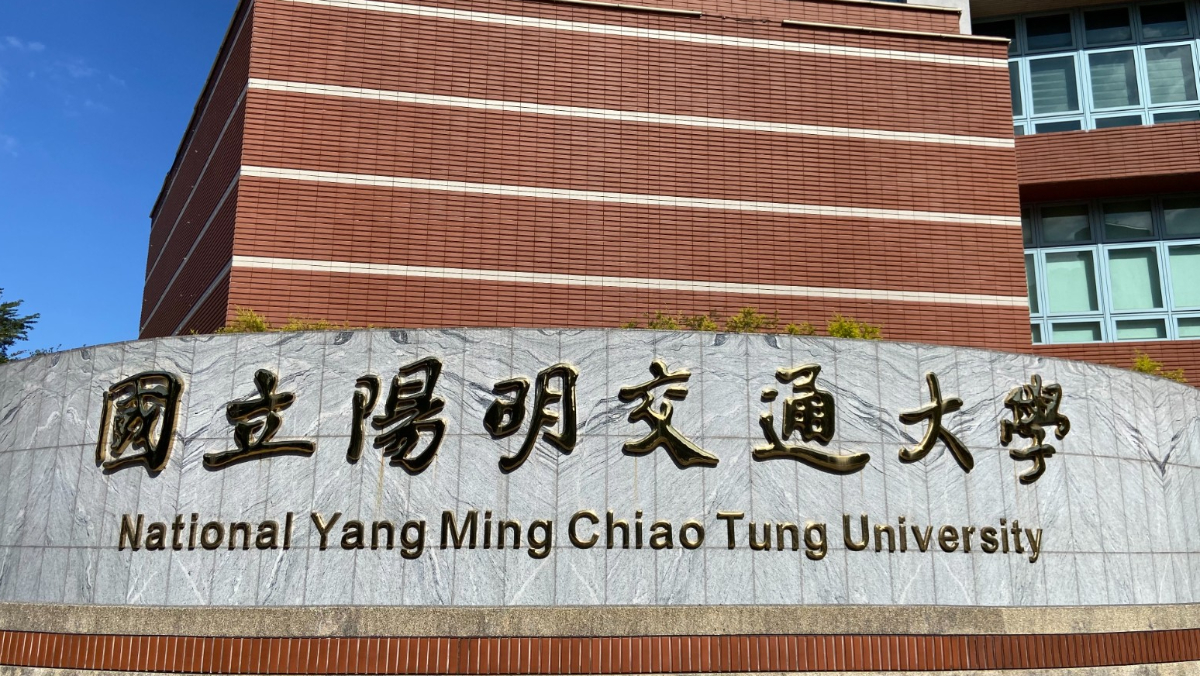 國立陽明交通大學
National Yang Ming Chiao Tung University